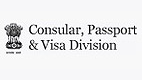 Consular, Passport
& Visa Division